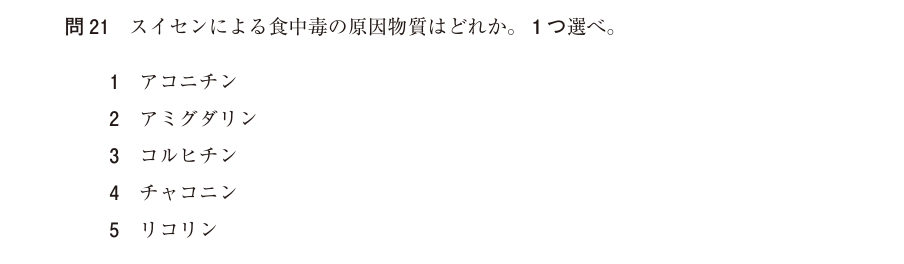 問 21　スイセンによる食中毒の原因物質はどれか。1つ選べ。
1　アコニチン
2　アミグダリン
3　コルヒチン
4　チャコニン
5　リコリン